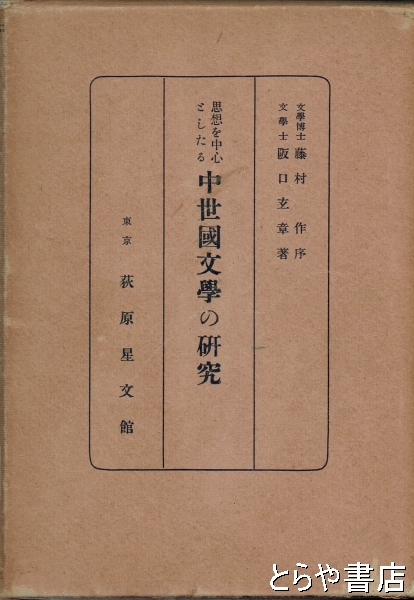 文學博士 藤村 作序
文學士 阪口玄章著
思想を中心
としたる
中世國文學の研究
東京 荻原星文館
とらや書店